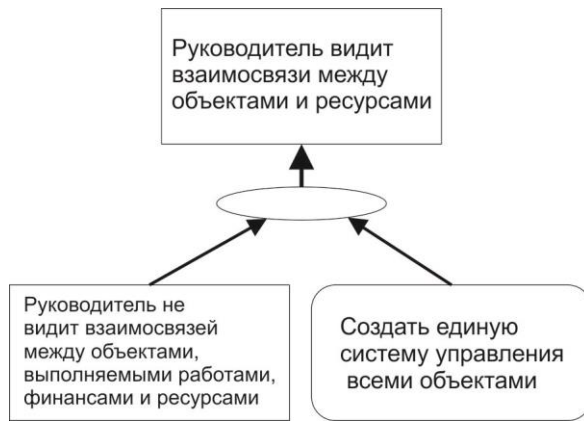 Руководитель видит
взаимосвязи между
объектами и ресурсами
Руководитель не
видит взаимосвязей
между объектами,
выполняемыми работами,
финансами и ресурсами
Создать единую
систему управления
всеми объектами